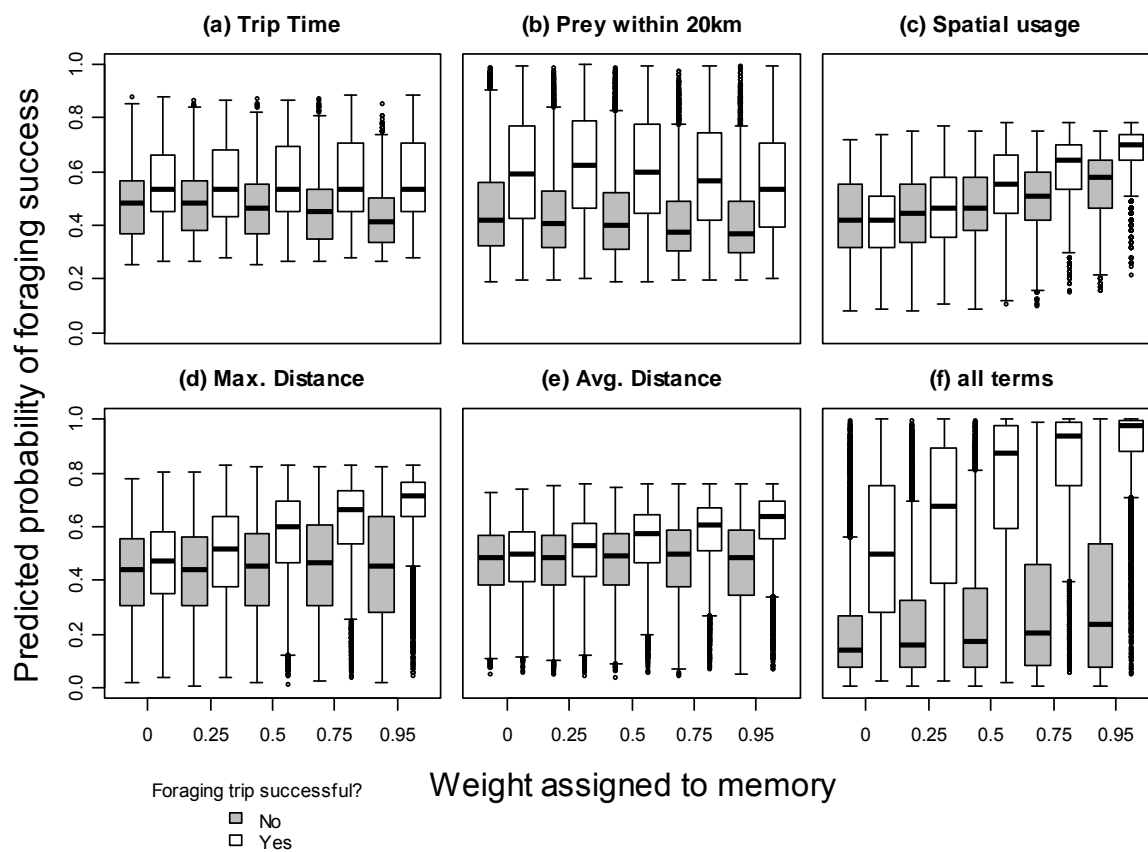 (a) Trip Time
(b) Prey within 20km
(c) Spatial usage
0.0 0.2 0.4 0.6 0.8 1.0
Predicted probability of foraging success
(d) Max. Distance
(e) Avg. Distance
(f) all terms
0.0 0.2 0.4 0.6 0.8 1.0
0 0.25 0.5 0.75 0.95
0 0.25 0.5 0.75 0.95
0 0.25 0.5 0.75 0.95
Weight assigned to memory
Foraging trip successful?
No
Yes